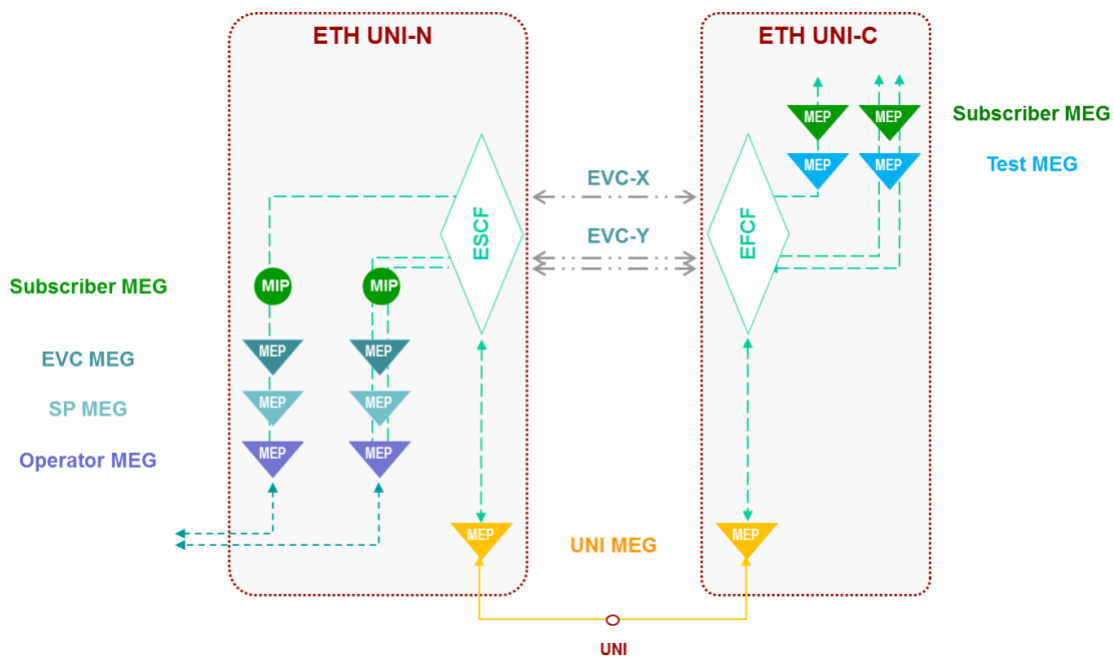 ETH UNI-N
ETH UNI-C
MEP
MEP
Subscriber MEG
MEP
MEP
Test MEG
EVC-X
EVC-Y
ESCF
EFCF
Subscriber MEG
MIP
MIP
EVC MEG
MEP
MEP
SP MEG
MEP
MEP
Operator MEG
MEP
MEP
MEP
UNI MEG
MEP
UNI